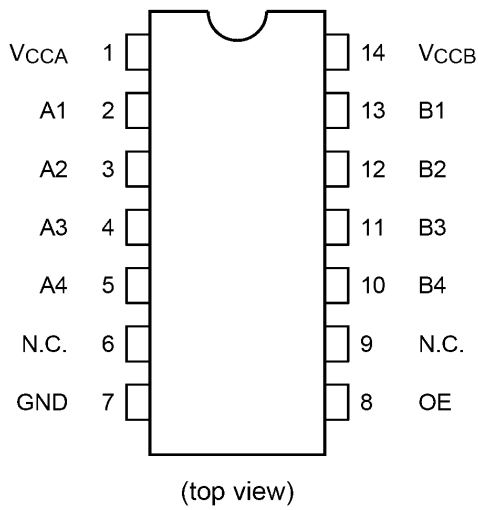 VCCA 1 14 VCCB
A1 2 13 B1
A2 3 12 B2
A3 4 11 B3
A4 5 10 B4
N.C. 6 9 N.C.
GND 7 8 OE
(top view)